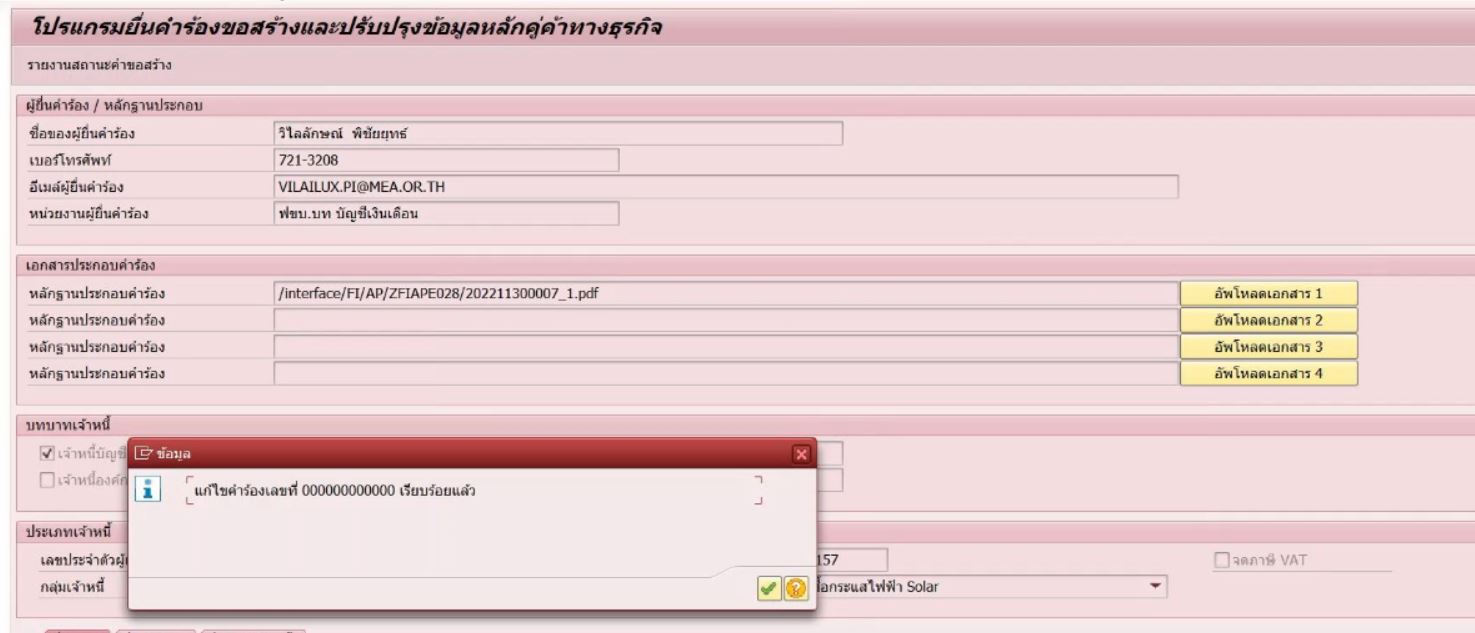 โปรแกรมยื่นคำร้องขอสร้างและปรับปรุงข้อมูลหลักคู่ค้าทางธุรกิจ
รายงานสถานะคำขอสร้าง
ผู้ยื่นคำร้อง / หลักฐานประกอบ
ชื่อของผู้ยื่นคำร้อง วิไลลักษณ์ พิชัยยุทธ์
เบอร์โทรศัพท์ 721-3208
อีเมล์ผู้ยื่นคำร้อง VILAILUX.PI@MEA.OR.TH
หน่วยงานผู้ยื่นคำร้อง ฟขบ.บท บัญชีเงินเดือน
เอกสารประกอบคำร้อง
หลักฐานประกอบคำร้อง /interface/FI/AP/ZFIAPE028/202211300007_1.pdf อัพโหลดเอกสาร 1
หลักฐานประกอบคำร้อง อัพโหลดเอกสาร 2
หลักฐานประกอบคำร้อง อัพโหลดเอกสาร 3
หลักฐานประกอบคำร้อง อัพโหลดเอกสาร 4
บทบาทเจ้าหนี้
เจ้าหนี้บัญชี ข้อมูล
เจ้าหนี้องค์ก
แก้ไขคำร้องเลขที่ 000000000000 เรียบร้อยแล้ว
ประเภทเจ้าหนี้
เลขประจำตัวผู้ 157 จดภาษี VAT
กลุ่มเจ้าหนี้ อกระแสไฟฟ้า Solar